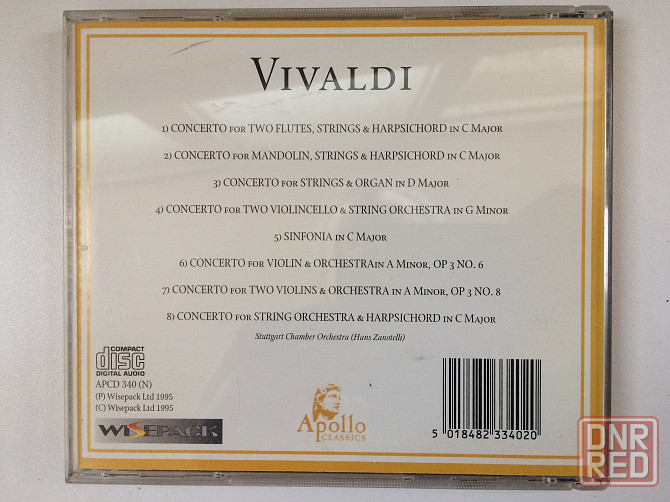 VIVALDI
1) CONCERTO FOR TWO FLUTES, STRINGS & HARPSICHORD IN C MAJOR
2) CONCERTO FOR MANDOLIN, STRINGS & HARPSICHORD IN C MAJOR
3) CONCERTO FOR STRINGS & ORGAN IN D MAJOR
4) CONCERTO FOR TWO VIOLINCELLO & STRING ORCHESTRA IN G MINOR
5) SINFONIA IN C MAJOR
6) CONCERTO FOR VIOLIN & ORCHESTRAIN A MINOR, OP 3 NO. 6
7) CONCERTO FOR TWO VIOLINS & ORCHESTRA IN A MINOR, OP 3 NO. 8
8) CONCERTO FOR STRING ORCHESTRA & HARPSICHORD IN C MAJOR
Stuttgart Chamber Orchestra (Hans Zanotelli)
COMPACT
disc
DIGITAL AUDIO
APCD 340 (N)
(P) Wisepack Ltd 1995
(C) Wisepack Ltd 1995
WISEPACK
Apollo
CLASSICS
5 018482 334020
DNR
RED